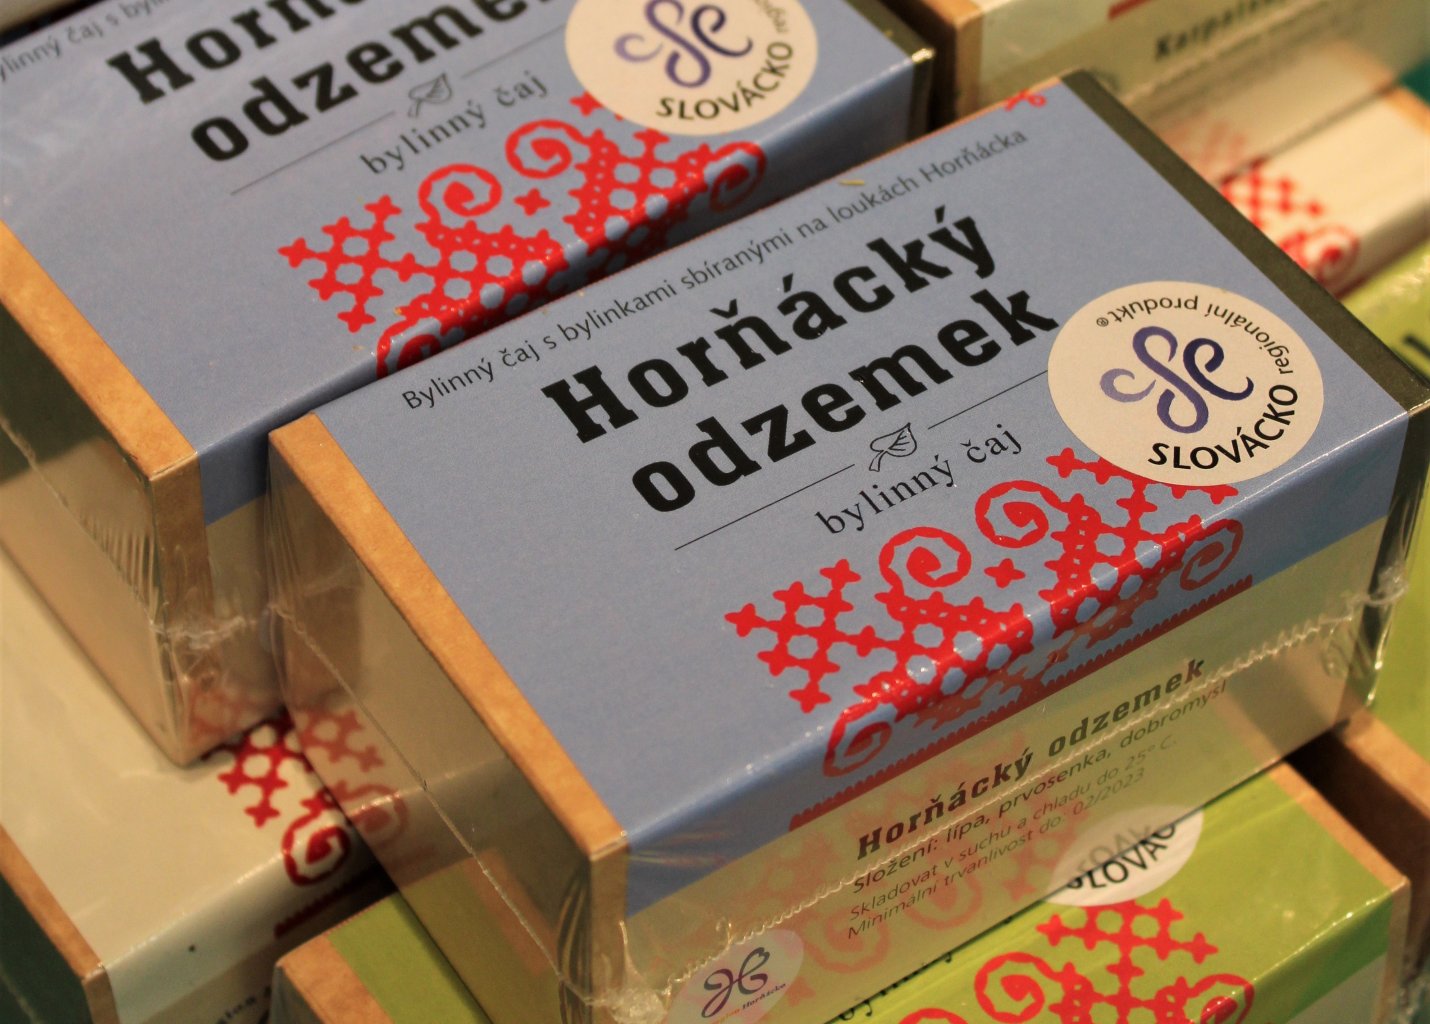 bylinný čaj
SLOVÁCKO
Bylinný čaj s bylinkami sbíranými na loukách Horňácka
Horňácký
odzemek
bylinný čaj
SLOVÁCKO regionální produkt®
Horňácký odzemek
Složení: lípa, prvosenka, dobromysl
Skladovat v suchu a chladu do 25° C.
Minimální trvanlivost do: 02/2023
odzemek